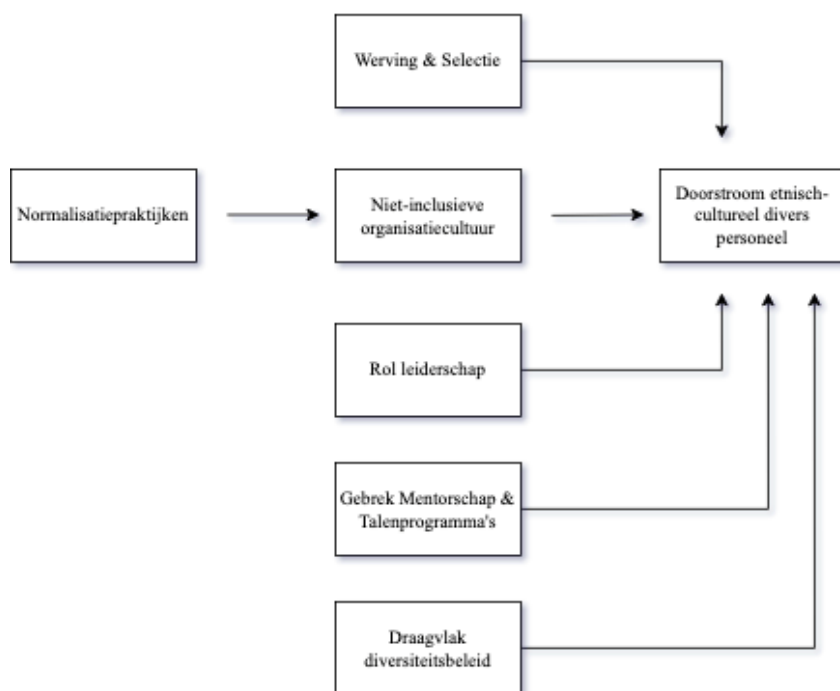 Werving & Selectie
Normalisatiepraktijken
Niet-inclusieve
organisatiecultuur
Doorstroom etnisch-
cultureel divers
personeel
Rol leiderschap
Gebrek Mentorschap &
Talenprogramma's
Draagvlak
diversiteitsbeleid